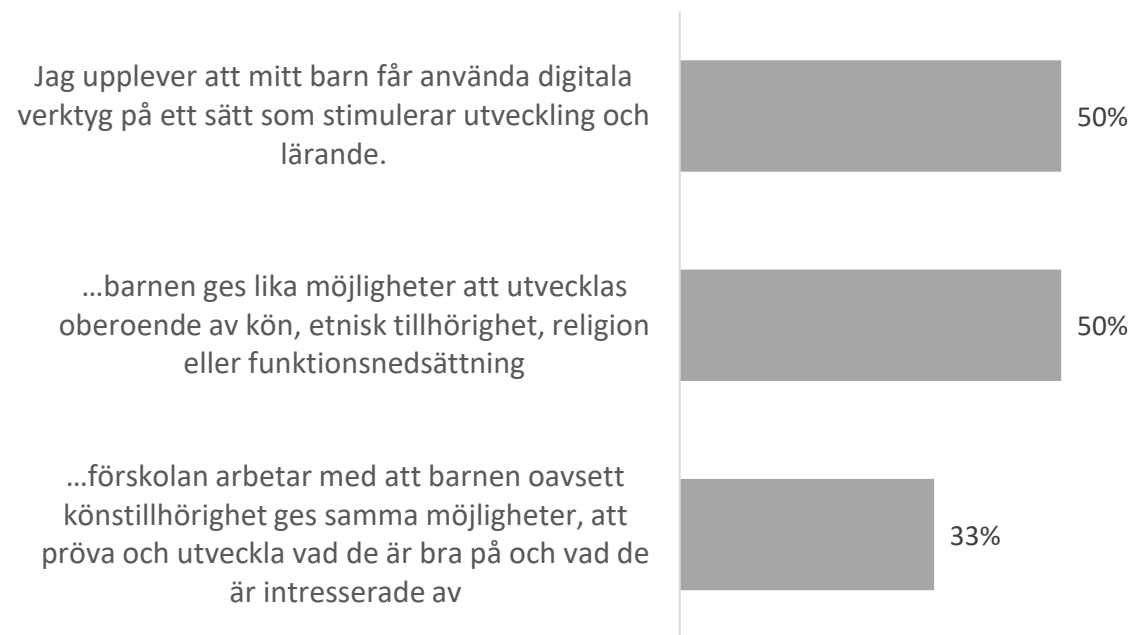 Jag upplever att mitt barn får använda digitala
verktyg på ett sätt som stimulerar utveckling och
lärande.
50%
...barnen ges lika möjligheter att utvecklas
oberoende av kön, etnisk tillhörighet, religion
eller funktionsnedsättning
50%
...förskolan arbetar med att barnen oavsett
könstillhörighet ges samma möjligheter, att
pröva och utveckla vad de är bra på och vad de
är intresserade av
33%